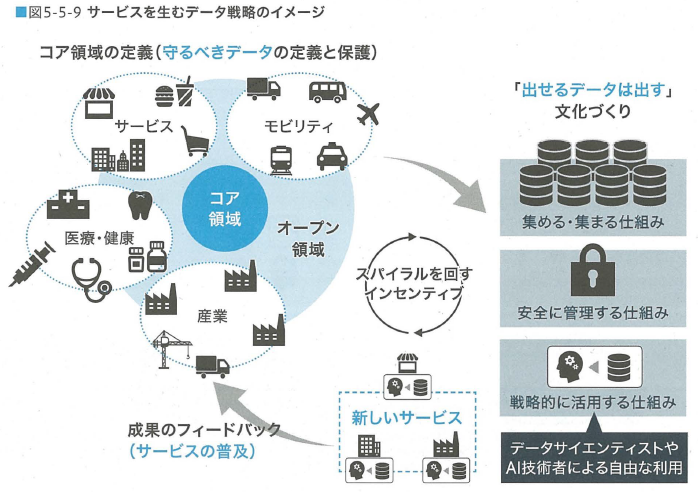 ■図5-5-9 サービスを生むデータ戦略のイメージ
コア領域の定義(守るべきデータの定義と保護)
サービス
モビリティ
コア
領域
オープン
領域
医療・健康
産業
「出せるデータは出す」
文化づくり
集める・集まる仕組み
スパイラルを回す
インセンティブ
安全に管理する仕組み
戦略的に活用する仕組み
データサイエンティストや
AI技術者による自由な利用
新しいサービス
成果のフィードバック
(サービスの普及)